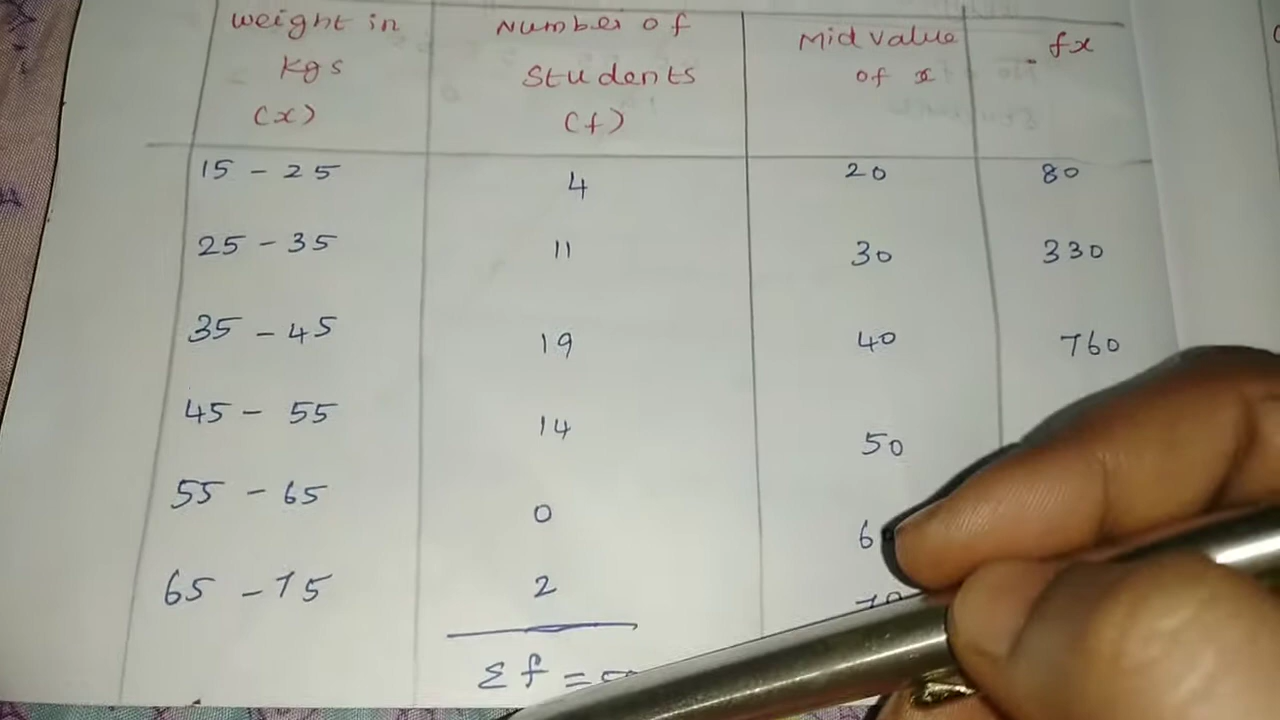 weight in Number of Mid value fx
kgs students of x
(x) (f)
15 - 25 4 20 80
25 - 35 11 30 330
35 - 45 19 40 760
45 - 55 14 50
55 - 65 0
65 - 75 2
Σf =